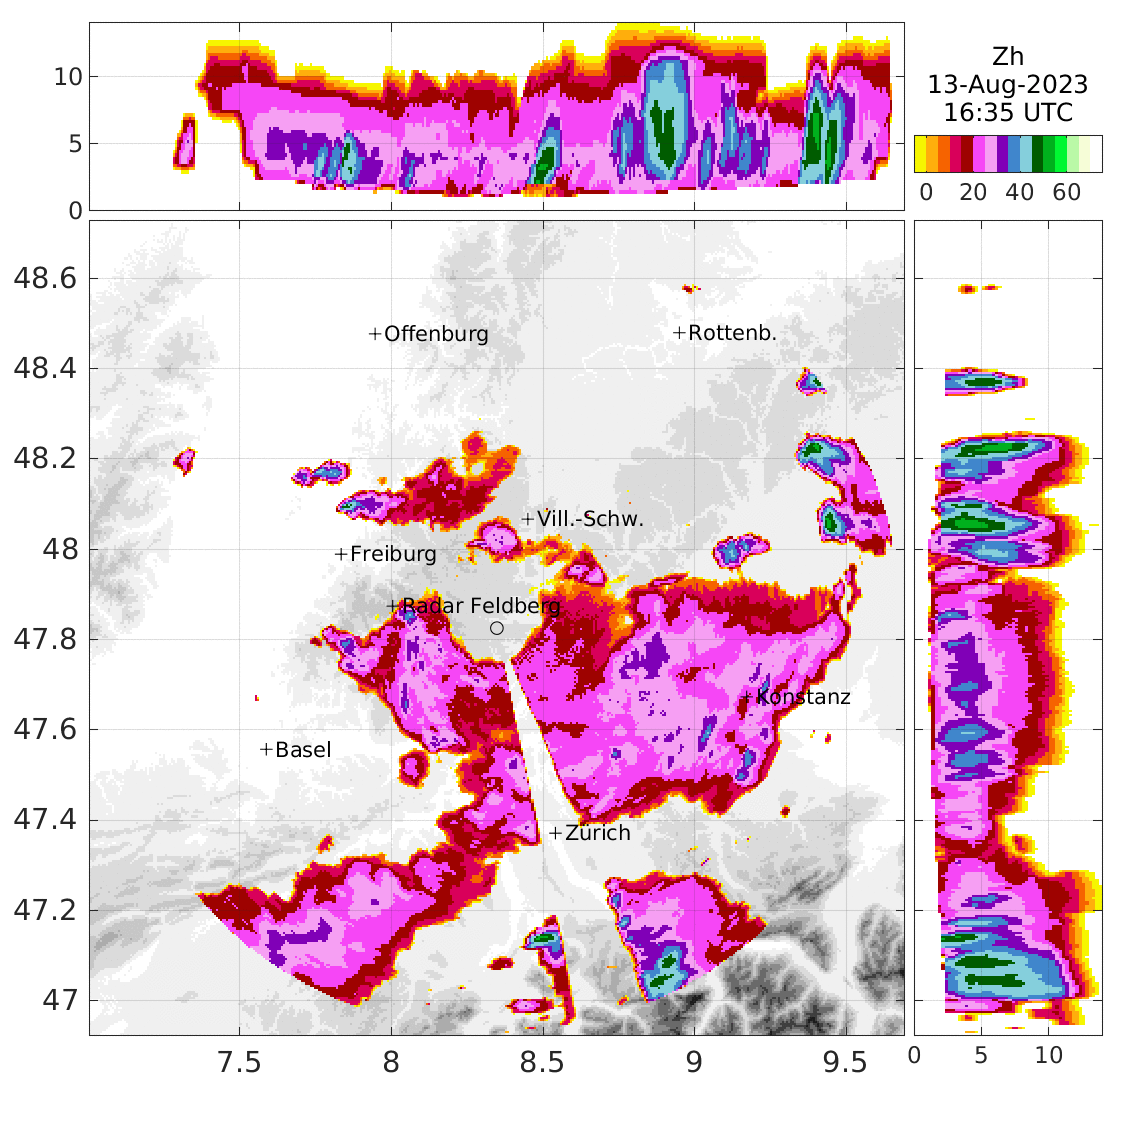 10
5
0
Zh
13-Aug-2023
16:35 UTC
0 20 40 60
48.6
48.4
48.2
48
47.8
47.6
47.4
47.2
47
+Offenburg
+Rottenb.
+Vill.-Schw.
+Freiburg
+Radar Feldberg
+Konstanz
+Basel
+Zürich
7.5 8 8.5 9 9.5
0 5 10